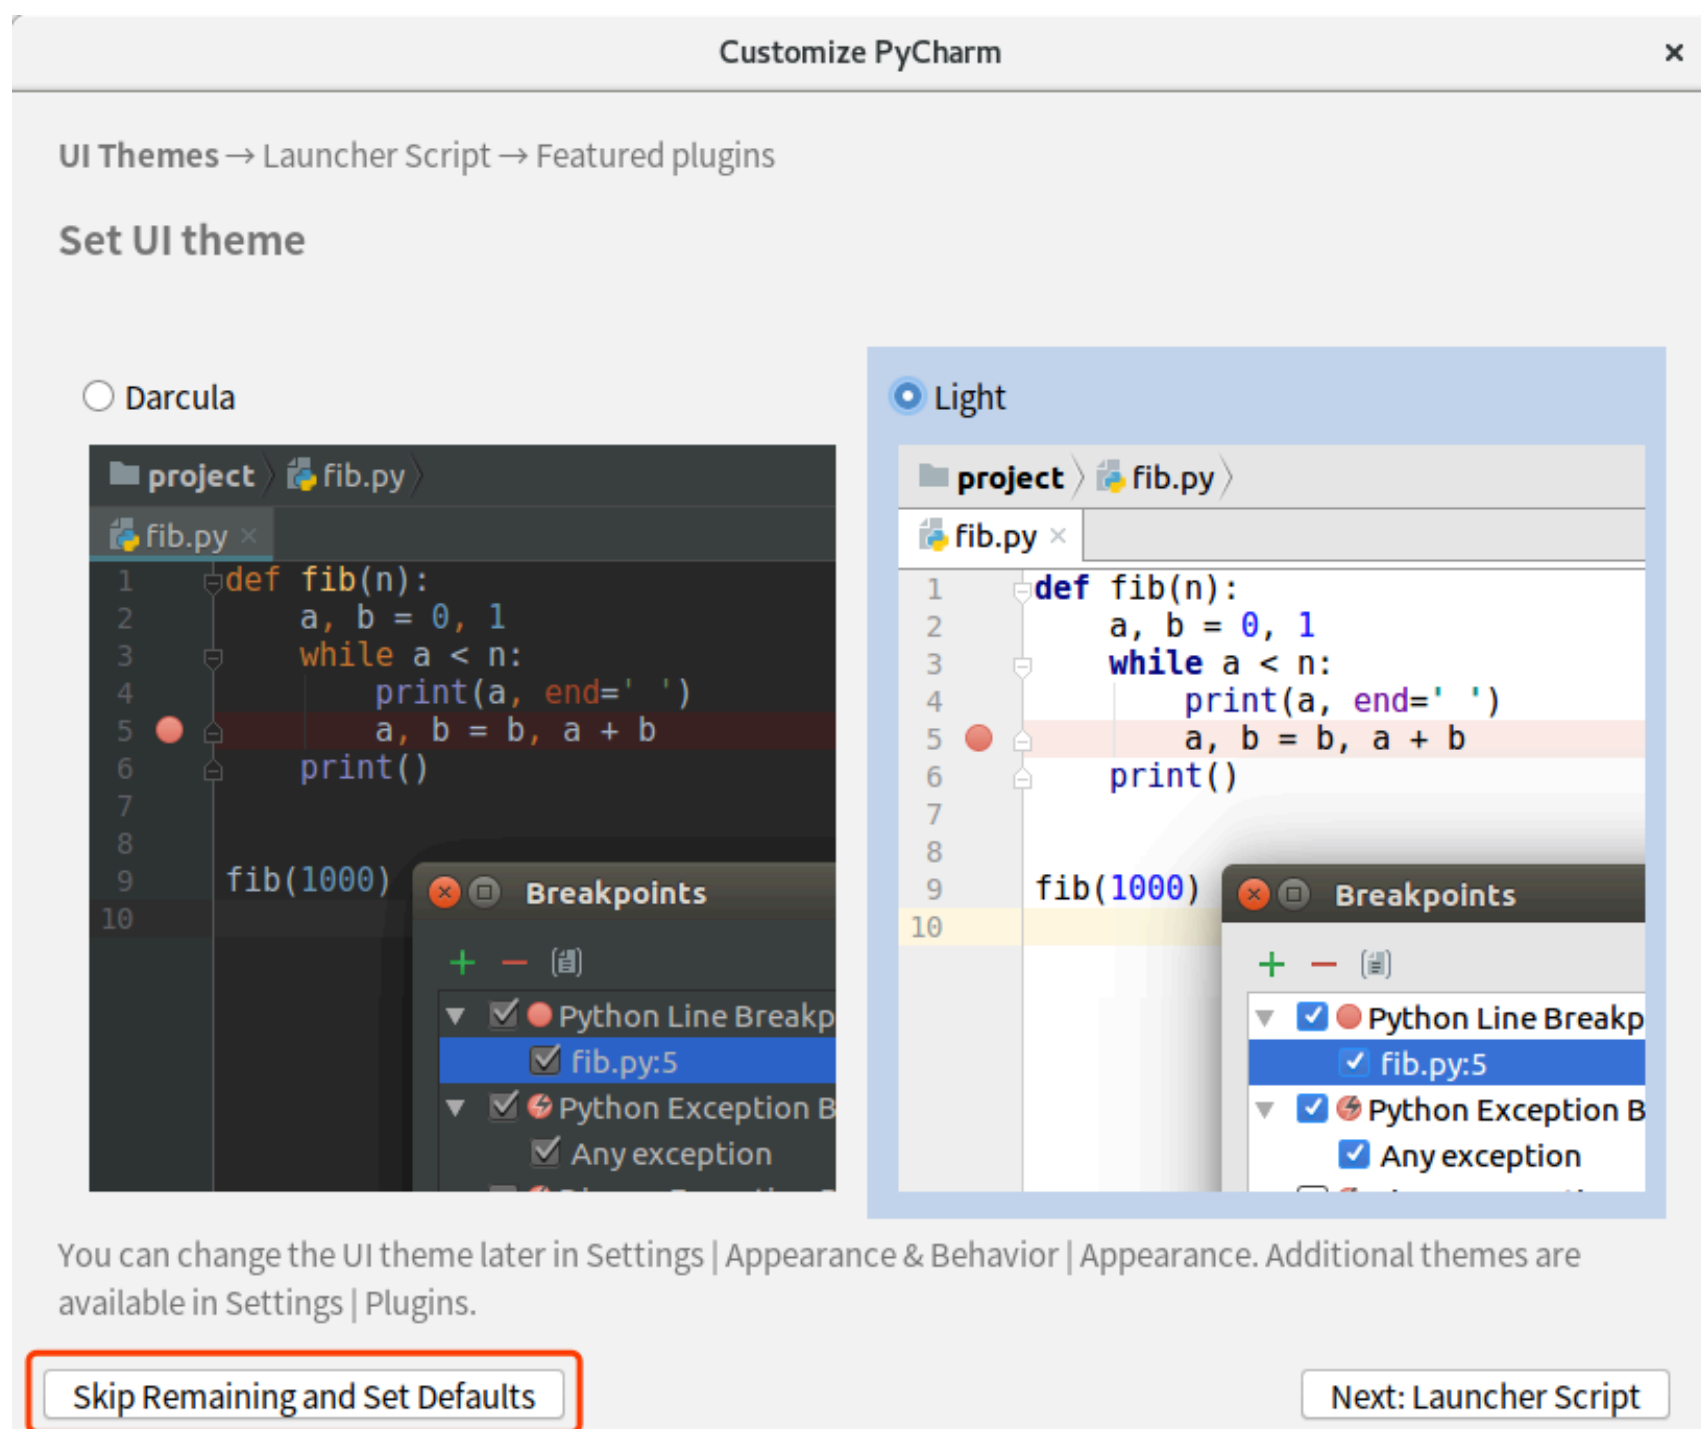 Customize PyCharm ×
UI Themes → Launcher Script → Featured plugins
Set UI theme
Darcula
project fib.py
fib.py ×
1 def fib(n):
2 a, b = 0, 1
3 while a < n:
4 print(a, end=' ')
5 a, b = b, a + b
6 print()
7
8
9 fib(1000)
10
Breakpoints
Python Line Breakp
fib.py:5
Python Exception B
Any exception
Light
project fib.py
fib.py ×
1 def fib(n):
2 a, b = 0, 1
3 while a < n:
4 print(a, end=' ')
5 a, b = b, a + b
6 print()
7
8
9 fib(1000)
10
Breakpoints
Python Line Breakp
fib.py:5
Python Exception B
Any exception
You can change the UI theme later in Settings | Appearance & Behavior | Appearance. Additional themes are
available in Settings | Plugins.
Skip Remaining and Set Defaults
Next: Launcher Script